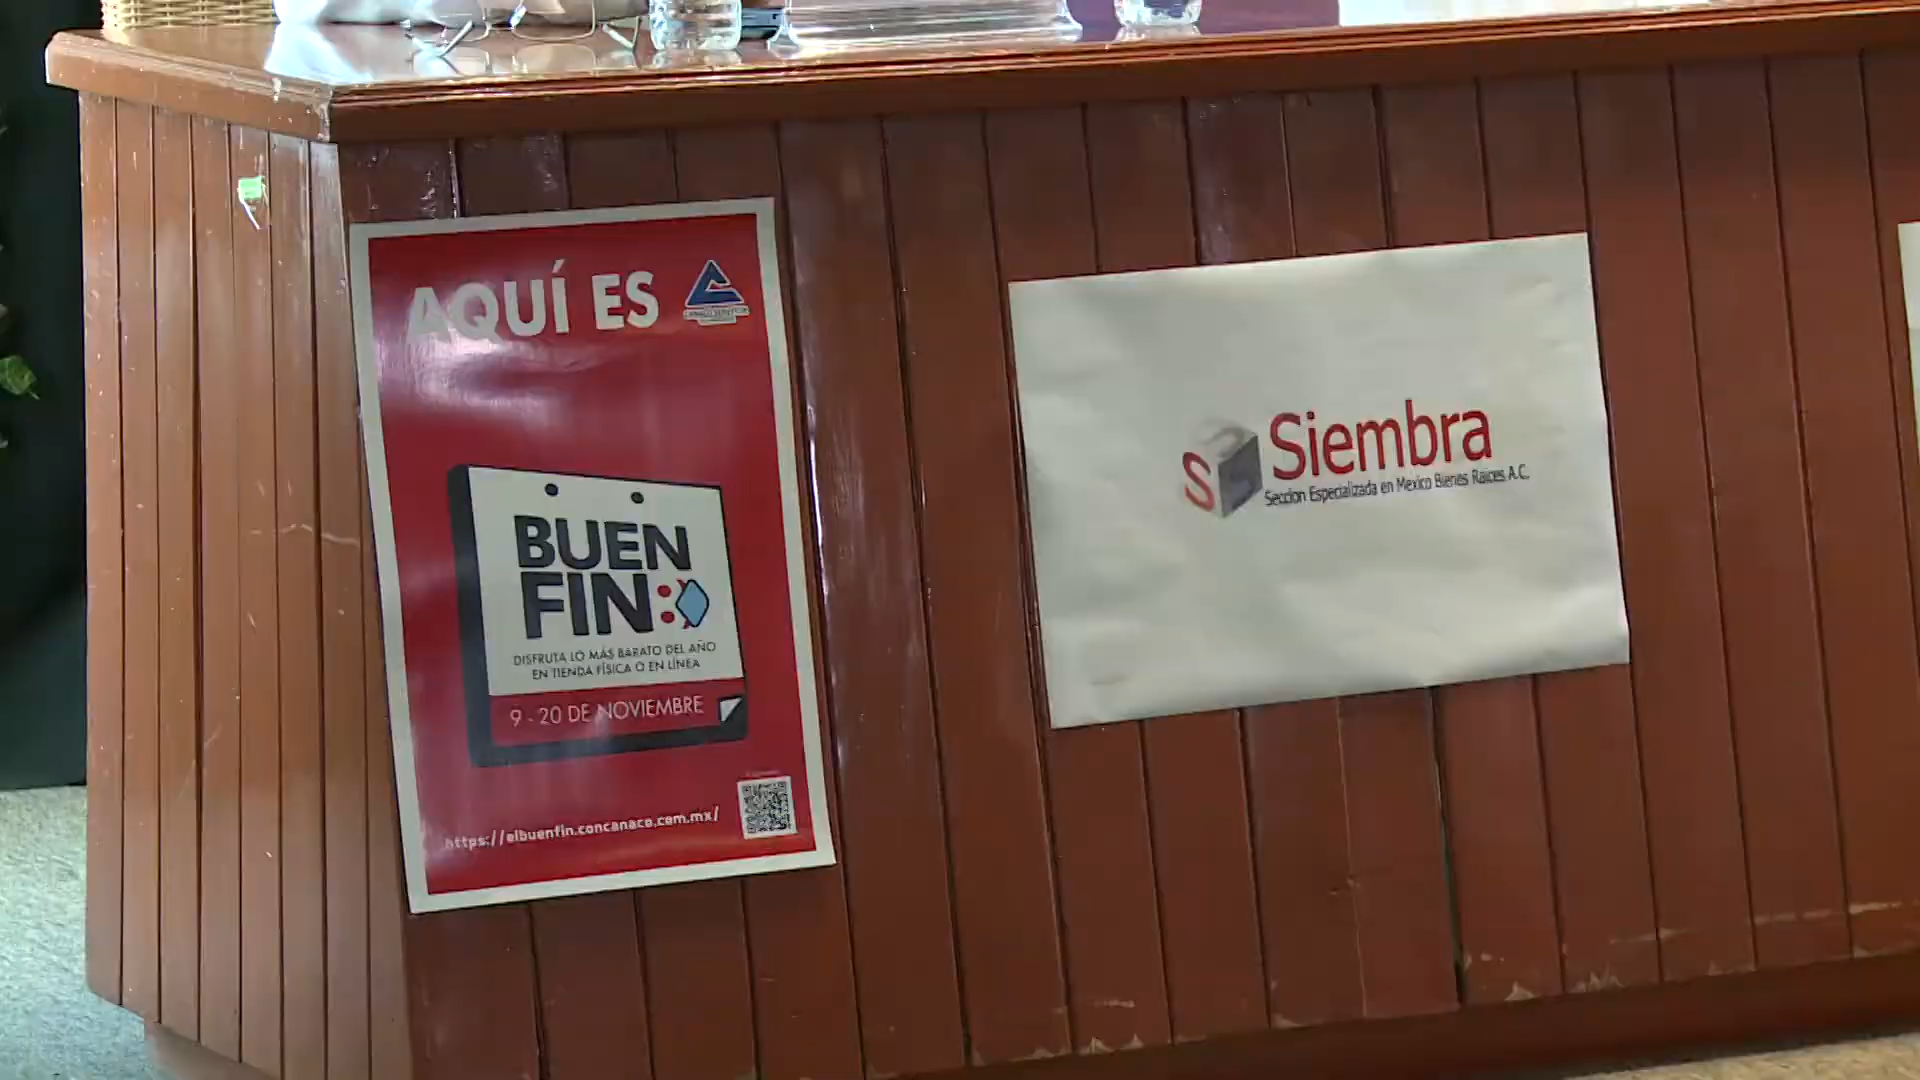 AQUÍ ES
BUEN
FIN
DISFRUTA LO MÁS BARATO DEL AÑO
EN TIENDA FÍSICA O EN LÍNEA
9 - 20 DE NOVIEMBRE
https://elbuenfin.concanaco.com.mx/
Siembra
Seccion Especializada en Mexico Bienes Raices A.C.